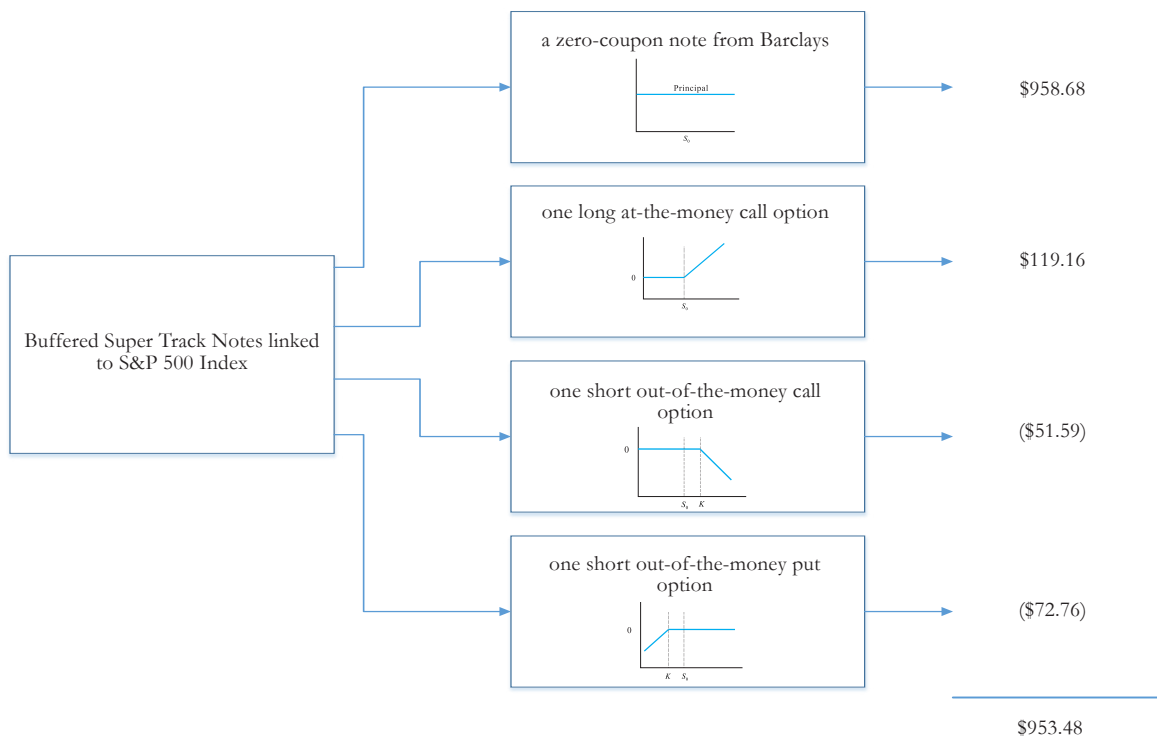 a zero-coupon note from Barclays
Principal
S₀
$958.68
one long at-the-money call option
0
S₀
$119.16
Buffered Super Track Notes linked
to S&P 500 Index
one short out-of-the-money call
option
0
S₀ K
($51.59)
one short out-of-the-money put
option
0
K S₀
($72.76)
$953.48